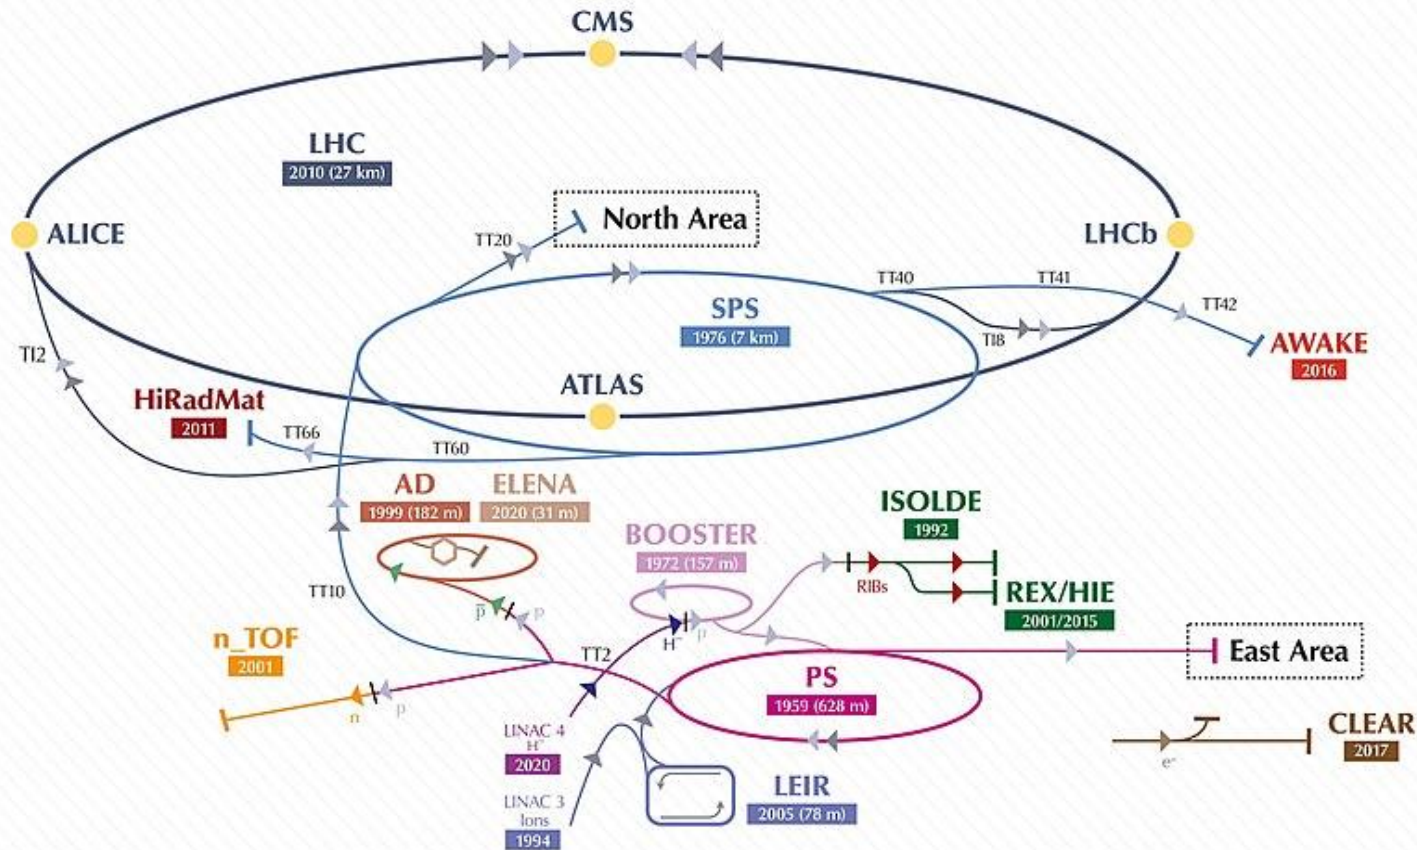 CMS
LHC
2010 (27 km)
North Area
TT20
ALICE
LHCb
TT40
TT41
TT42
SPS
1976 (7 km)
TI8
TI2
AWAKE
2016
ATLAS
HiRadMat
2011
TT66
TT60
AD
1999 (182 m)
ELENA
2020 (31 m)
ISOLDE
1992
BOOSTER
1972 (157 m)
RIBs
REX/HIE
2001/2015
TT10
p̅
p
p
H⁻
n_TOF
2001
TT2
East Area
PS
1959 (628 m)
n
p
LINAC 4
H⁻
2020
CLEAR
2017
e⁻
LEIR
2005 (78 m)
LINAC 3
Ions
1994